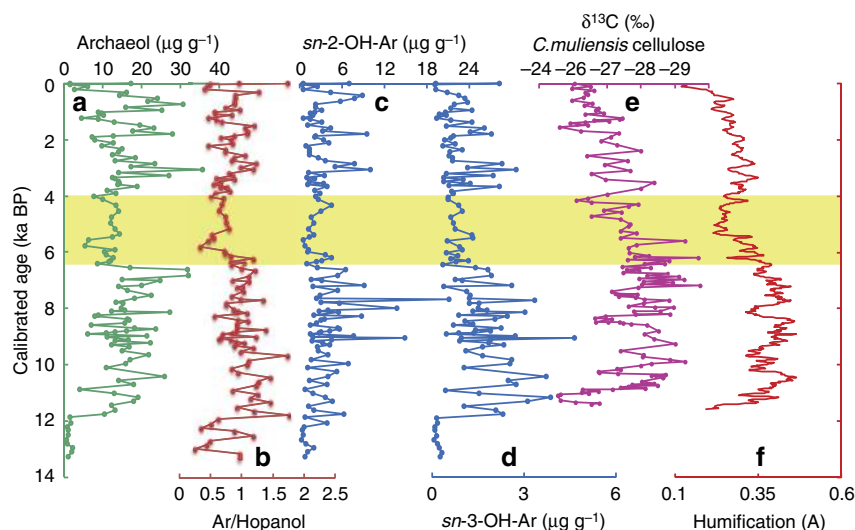 δ¹³C (‰)
Archaeol (µg g⁻¹) sn-2-OH-Ar (µg g⁻¹) C.muliensis cellulose
0 10 20 30 40 0 6 12 18 24 –24 –25 –26 –27 –28 –29
a c e
0
2
4
6
8
10
12
14
Calibrated age (ka BP)
b d f
0 0.5 1 1.5 2 2.5 0 3 6 0.1 0.35 0.6
Ar/Hopanol sn-3-OH-Ar (µg g⁻¹) Humification (A)